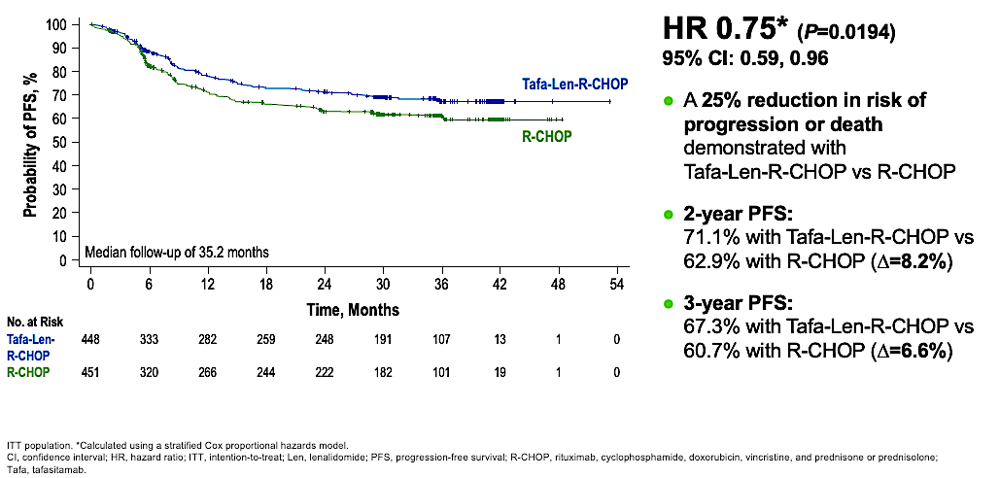 HR 0.75* (P=0.0194)
95% CI: 0.59, 0.96
• A 25% reduction in risk of
progression or death
demonstrated with
Tafa-Len-R-CHOP vs R-CHOP
• 2-year PFS:
71.1% with Tafa-Len-R-CHOP vs
62.9% with R-CHOP (Δ=8.2%)
• 3-year PFS:
67.3% with Tafa-Len-R-CHOP vs
60.7% with R-CHOP (Δ=6.6%)
Probability of PFS, %
100
90
80
70
60
50
40
30
20
10
0
Tafa-Len-R-CHOP
R-CHOP
Median follow-up of 35.2 months
0 6 12 18 24 30 36 42 48 54
Time, Months
No. at Risk
Tafa-Len- 448 333 282 259 248 191 107 13 1 0
R-CHOP
R-CHOP 451 320 266 244 222 182 101 19 1 0
ITT population. *Calculated using a stratified Cox proportional hazards model.
CI, confidence interval; HR, hazard ratio; ITT, intention-to-treat; Len, lenalidomide; PFS, progression-free survival; R-CHOP, rituximab, cyclophosphamide, doxorubicin, vincristine, and prednisone or prednisolone;
Tafa, tafasitamab.